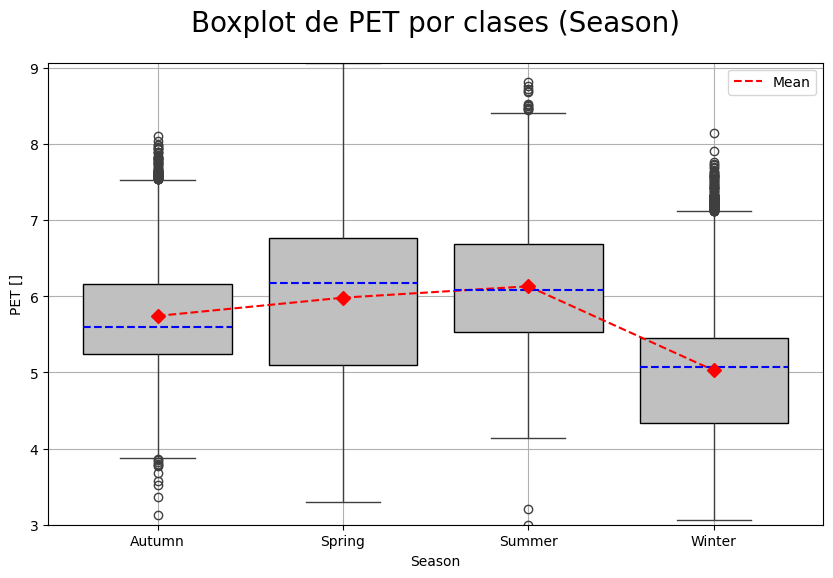 Boxplot de PET por clases (Season)
Mean
9
8
7
6
5
4
3
PET []
Autumn
Spring
Summer
Winter
Season